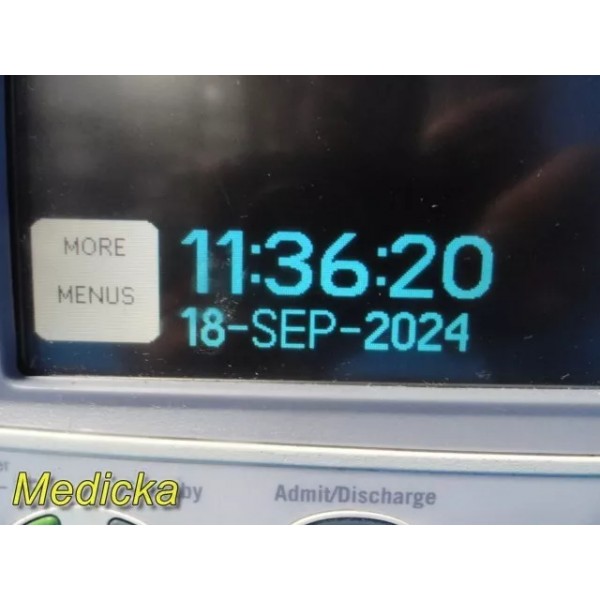 MORE
MENUS
11:36:20
18-SEP-2024
Medicka
Admit/Discharge